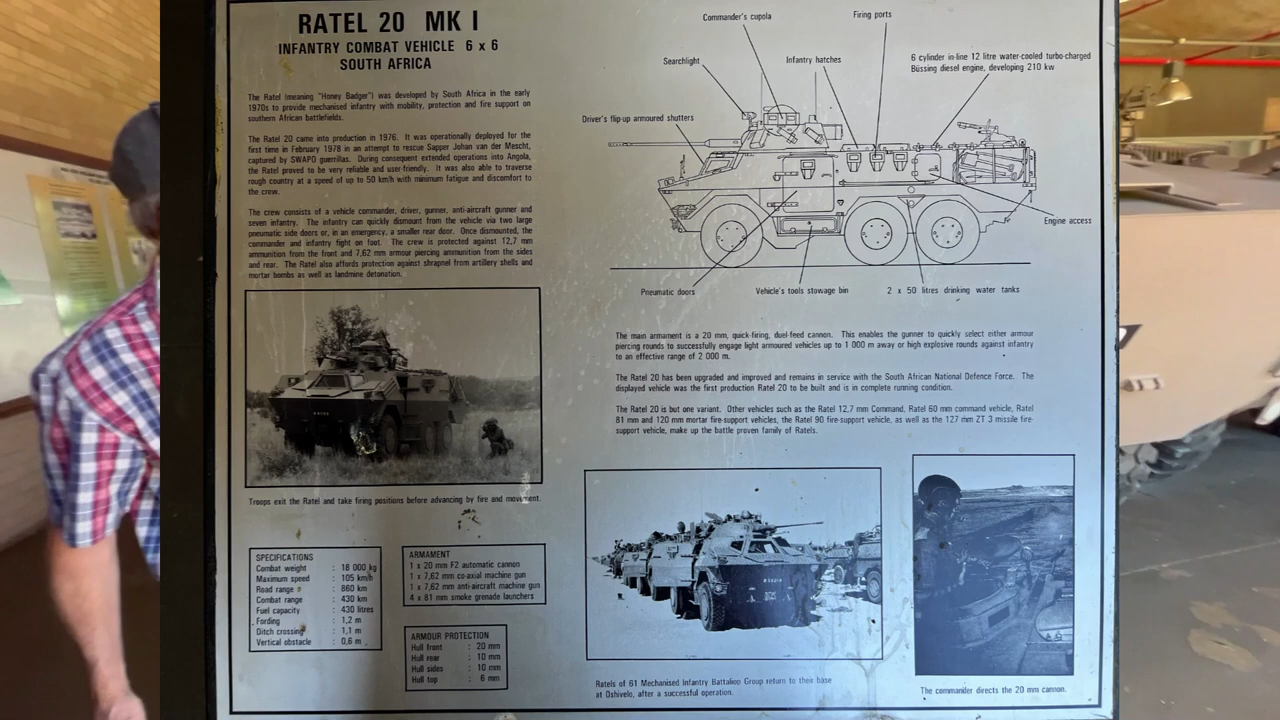 RATEL 20 MK I
INFANTRY COMBAT VEHICLE 6 x 6
SOUTH AFRICA
The Ratel (meaning "Honey Badger") was developed by South Africa in the early
1970s to provide mechanised infantry with mobility, protection and fire support on
southern African battlefields.
The Ratel 20 came into production in 1976. It was operationally deployed for the
first time in February 1978 in an attempt to rescue Sapper Johan van der Mescht,
captured by SWAPO guerillas. During consequent extended operations into Angola,
the Ratel proved to be very reliable and user-friendly. It was also able to traverse
rough country at a speed of up to 50 km/h with minimum fatigue and discomfort to
the crew.
The crew consists of a vehicle commander, driver, gunner, anti-aircraft gunner and
seven infantry. The infantry can quickly dismount from the vehicle via two large
pneumatic side doors or, in an emergency, a smaller rear door. Once dismounted, the
commander and infantry fight on foot. The crew is protected against 12,7 mm
ammunition from the front and 7,62 mm armour piercing ammunition from the sides
and rear. The Ratel also affords protection against shrapnel from artillery shells and
mortar bombs as well as landmine detonation.
Troops exit the Ratel and take firing positions before advancing by fire and movement.
SPECIFICATIONS
Combat weight : 18 000 kg
Maximum speed : 105 km/h
Road range : 860 km
Combat range : 430 km
Fuel capacity : 430 litres
Fording : 1,2 m
Ditch crossing : 1,1 m
Vertical obstacle : 0,6 m
ARMAMENT
1 x 20 mm F2 automatic cannon
1 x 7,62 mm co-axial machine gun
1 x 7,62 mm anti-aircraft machine gun
4 x 81 mm smoke grenade launchers
ARMOUR PROTECTION
Hull front : 20 mm
Hull rear : 10 mm
Hull sides : 10 mm
Hull top : 6 mm
Commander's cupola
Firing ports
Searchlight
Infantry hatches
6 cylinder in-line 12 litre water-cooled turbo-charged
Büssing diesel engine, developing 210 kw
Driver's flip-up armoured shutters
Engine access
Pneumatic doors
Vehicle's tools stowage bin
2 x 50 litres drinking water tanks
The main armament is a 20 mm, quick-firing, duel-feed cannon. This enables the gunner to quickly select either armour
piercing rounds to successfully engage light armoured vehicles up to 1 000 m away or high explosive rounds against infantry
to an effective range of 2 000 m.
The Ratel 20 has been upgraded and improved and remains in service with the South African National Defence Force. The
displayed vehicle was the first production Ratel 20 to be built and is in complete running condition.
The Ratel 20 is but one variant. Other vehicles such as the Ratel 12,7 mm Command, Ratel 60 mm command vehicle, Ratel
81 mm and 120 mm mortar fire-support vehicles, the Ratel 90 fire-support vehicle, as well as the 127 mm ZT 3 missile fire-
support vehicle, make up the battle proven family of Ratels.
Ratels of 61 Mechanised Infantry Battalion Group return to their base
at Oshivelo, after a successful operation.
The commander directs the 20 mm cannon.